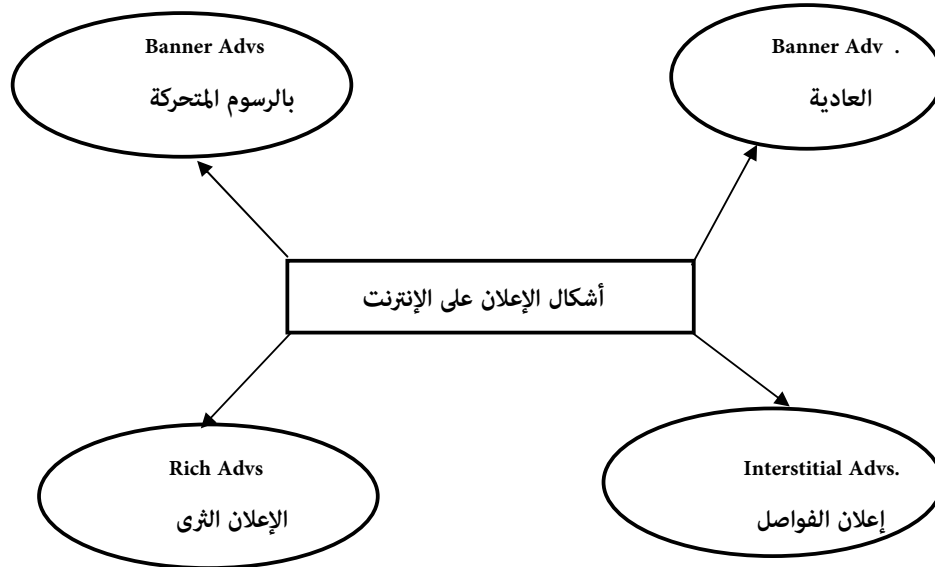 Banner Adv .
العادية
Banner Advs
بالرسوم المتحركة
أشكال الإعلان على الإنترنت
Interstitial Advs.
إعلان الفواصل
Rich Advs
الإعلان الثرى